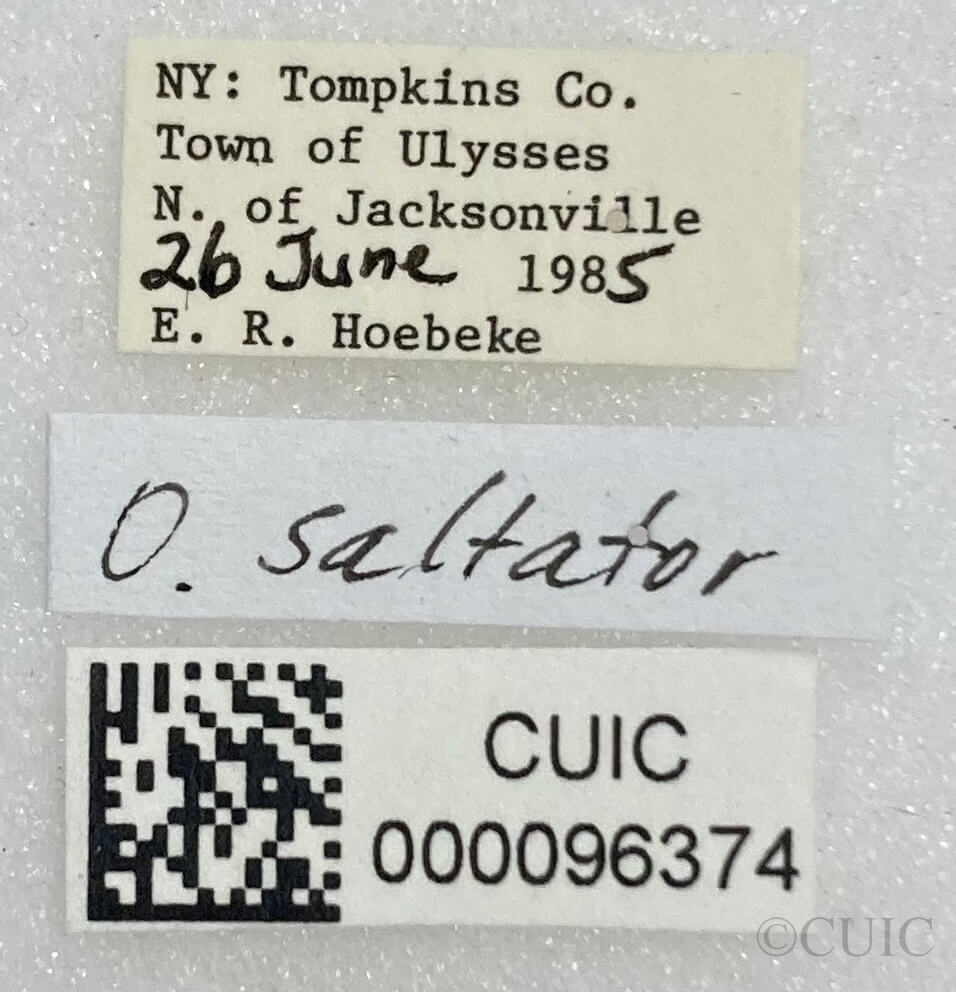 NY: Tompkins Co.
Town of Ulysses
N. of Jacksonville
26 June 1985
E. R. Hoebeke
O. saltator
CUIC
000096374
©CUIC